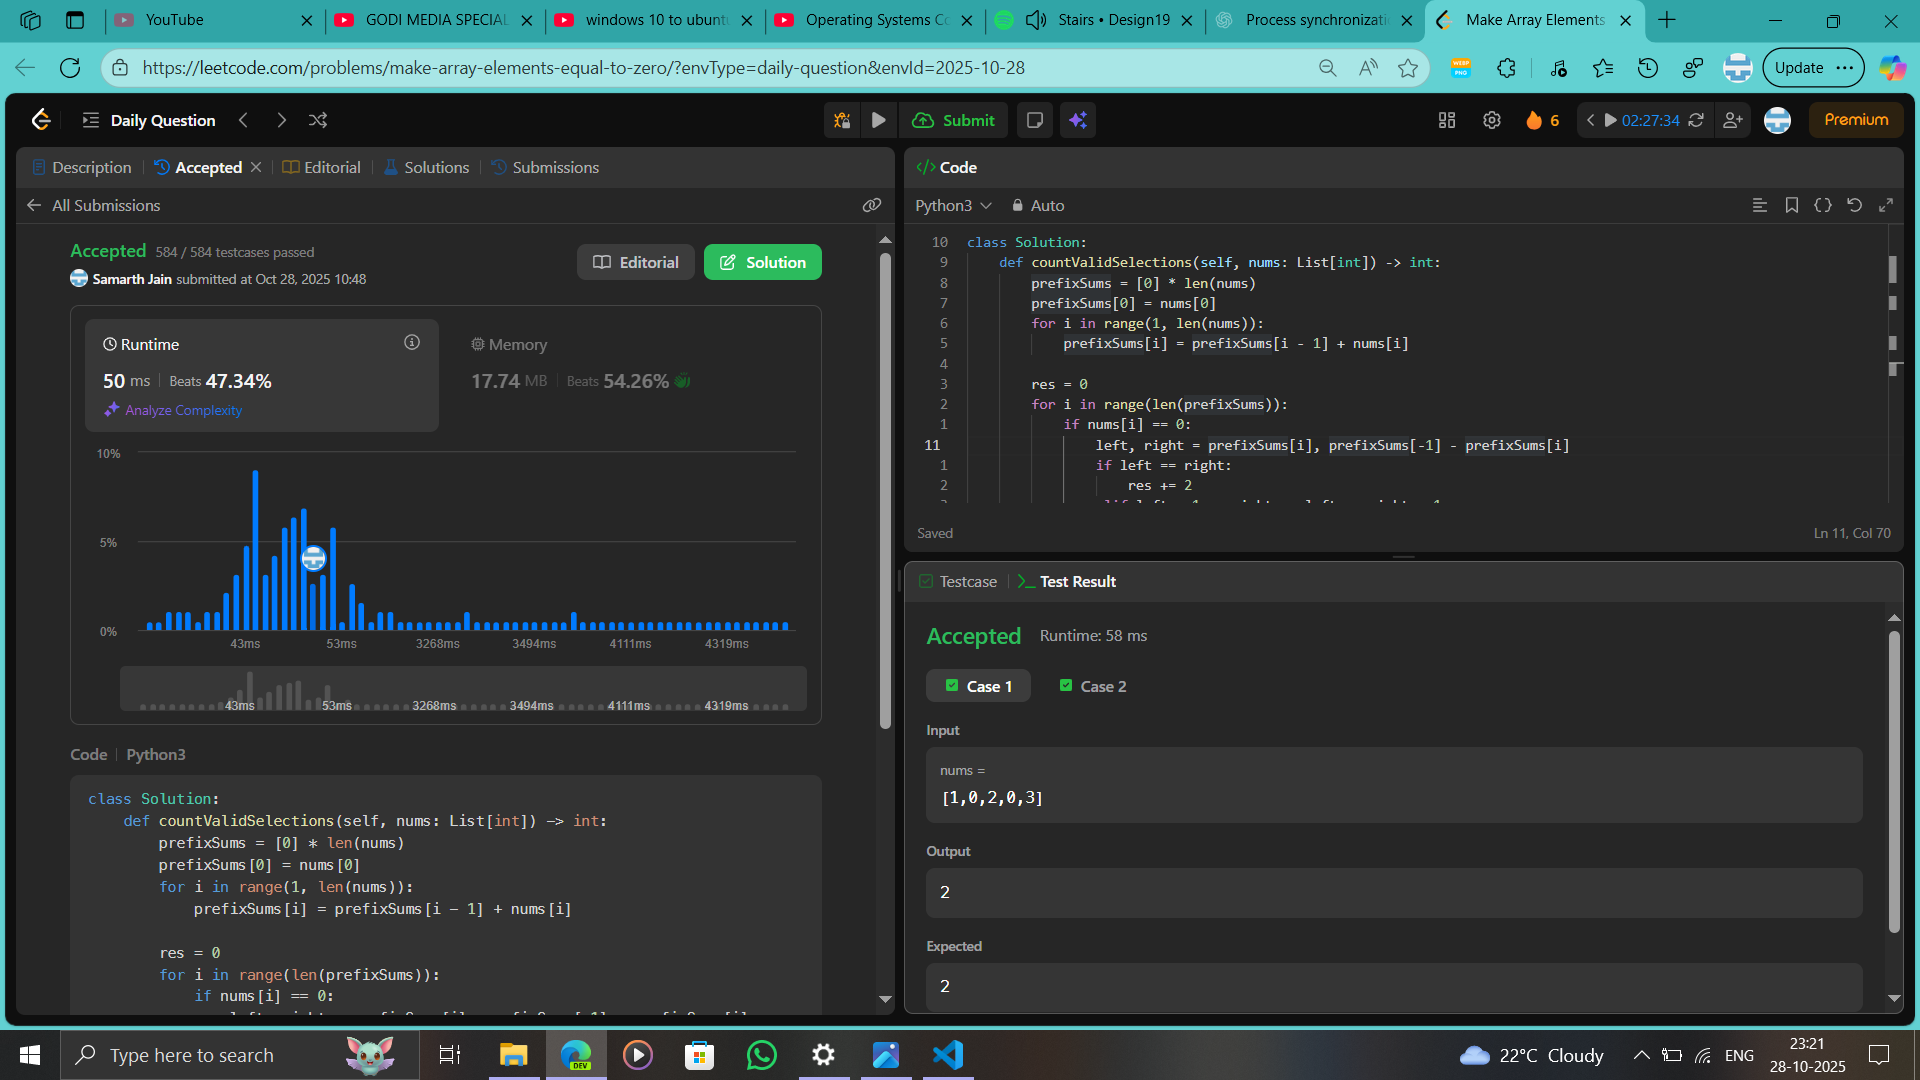 YouTube
GODI MEDIA SPECIAL
windows 10 to ubuntu
Operating Systems Co
Stairs • Design19
Process synchronizati
Make Array Elements
https://leetcode.com/problems/make-array-elements-equal-to-zero/?envType=daily-question&envId=2025-10-28
Update
Daily Question
Submit
6
02:27:34
Premium
Description
Accepted
Editorial
Solutions
Submissions
All Submissions
Accepted 584 / 584 testcases passed
Samarth Jain submitted at Oct 28, 2025 10:48
Editorial
Solution
Runtime
50 ms Beats 47.34%
Analyze Complexity
Memory
17.74 MB Beats 54.26%
10%
5%
0%
43ms 53ms 3268ms 3494ms 4111ms 4319ms
43ms 53ms 3268ms 3494ms 4111ms 4319ms
Code Python3
class Solution:
def countValidSelections(self, nums: List[int]) -> int:
prefixSums = [0] * len(nums)
prefixSums[0] = nums[0]
for i in range(1, len(nums)):
prefixSums[i] = prefixSums[i - 1] + nums[i]
res = 0
for i in range(len(prefixSums)):
if nums[i] == 0:
</> Code
Python3 Auto
10 class Solution:
9 def countValidSelections(self, nums: List[int]) -> int:
8 prefixSums = [0] * len(nums)
7 prefixSums[0] = nums[0]
6 for i in range(1, len(nums)):
5 prefixSums[i] = prefixSums[i - 1] + nums[i]
4
3 res = 0
2 for i in range(len(prefixSums)):
1 if nums[i] == 0:
11 left, right = prefixSums[i], prefixSums[-1] - prefixSums[i]
1 if left == right:
2 res += 2
Saved
Ln 11, Col 70
Testcase
Test Result
Accepted Runtime: 58 ms
Case 1
Case 2
Input
nums =
[1,0,2,0,3]
Output
2
Expected
2
Type here to search
DEV
22°C Cloudy
ENG
23:21
28-10-2025